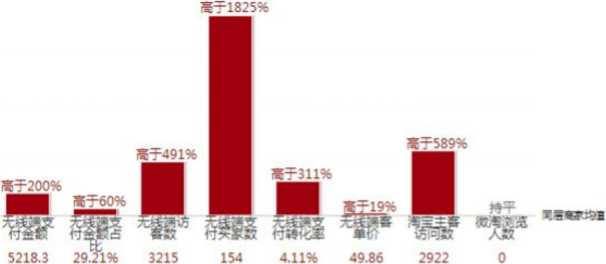 高于1825%
高于491%
高于589%
高于311%
高于200%
高于60%
高于19%
持平
同层商家均值
无线端支付金额
无线端支付金额占比
无线端访客数
无线端支付买家数
无线端支付转化率
无线端客单价
淘宝主客访问数
微淘浏览人数
5218.3
29.21%
3215
154
4.11%
49.86
2922
0